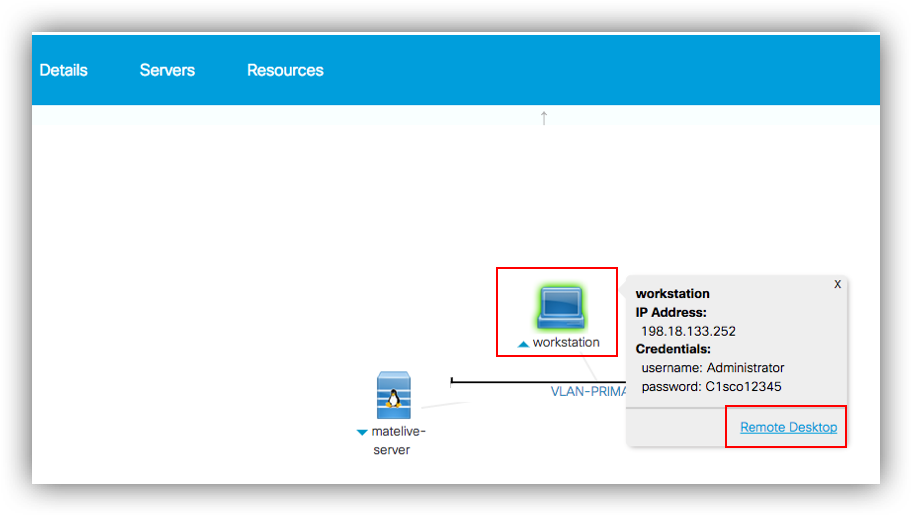 Details Servers Resources
↑
X
workstation
IP Address:
198.18.133.252
Credentials:
username: Administrator
password: C1sco12345
Remote Desktop
workstation
VLAN-PRIMA
matelive-
server